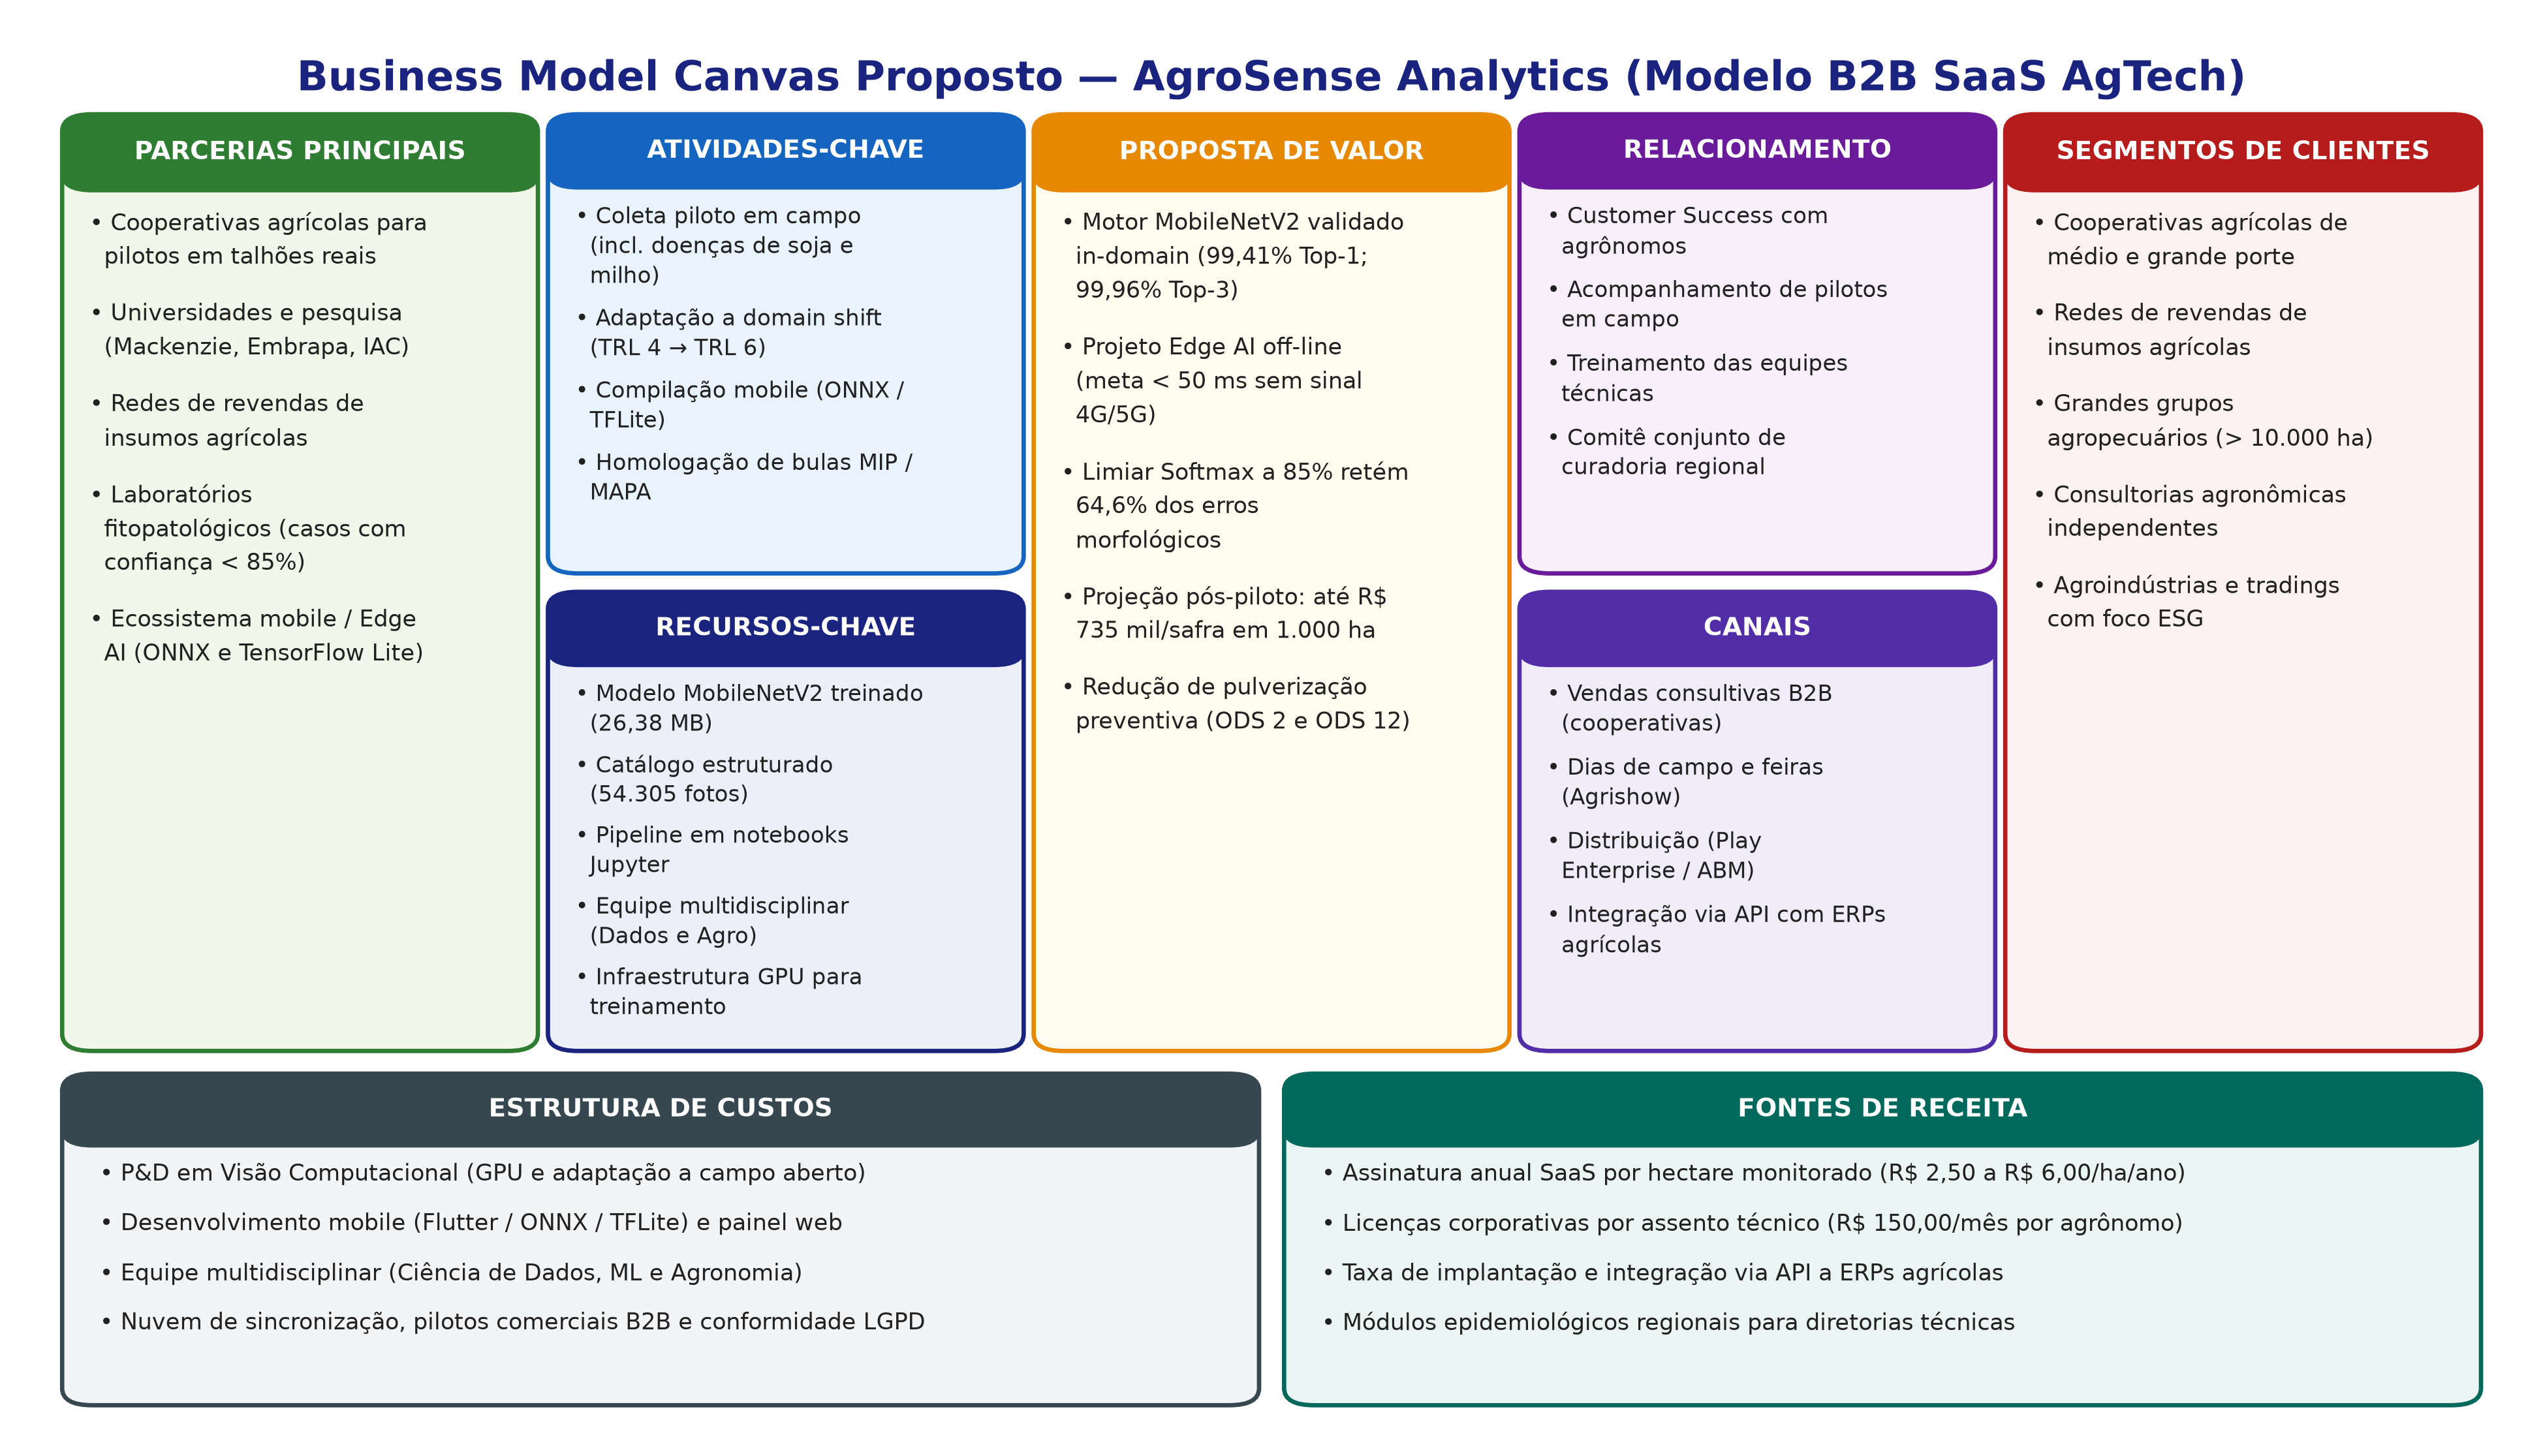 Business Model Canvas Proposto — AgroSense Analytics (Modelo B2B SaaS AgTech)
PARCERIAS PRINCIPAIS
• Cooperativas agrícolas para
pilotos em talhões reais
• Universidades e pesquisa
(Mackenzie, Embrapa, IAC)
• Redes de revendas de
insumos agrícolas
• Laboratórios
fitopatológicos (casos com
confiança < 85%)
• Ecossistema mobile / Edge
AI (ONNX e TensorFlow Lite)
ATIVIDADES-CHAVE
• Coleta piloto em campo
(incl. doenças de soja e
milho)
• Adaptação a domain shift
(TRL 4 → TRL 6)
• Compilação mobile (ONNX /
TFLite)
• Homologação de bulas MIP /
MAPA
RECURSOS-CHAVE
• Modelo MobileNetV2 treinado
(26,38 MB)
• Catálogo estruturado
(54.305 fotos)
• Pipeline em notebooks
Jupyter
• Equipe multidisciplinar
(Dados e Agro)
• Infraestrutura GPU para
treinamento
PROPOSTA DE VALOR
• Motor MobileNetV2 validado
in-domain (99,41% Top-1;
99,96% Top-3)
• Projeto Edge AI off-line
(meta < 50 ms sem sinal
4G/5G)
• Limiar Softmax a 85% retém
64,6% dos erros
morfológicos
• Projeção pós-piloto: até R$
735 mil/safra em 1.000 ha
• Redução de pulverização
preventiva (ODS 2 e ODS 12)
RELACIONAMENTO
• Customer Success com
agrônomos
• Acompanhamento de pilotos
em campo
• Treinamento das equipes
técnicas
• Comitê conjunto de
curadoria regional
CANAIS
• Vendas consultivas B2B
(cooperativas)
• Dias de campo e feiras
(Agrishow)
• Distribuição (Play
Enterprise / ABM)
• Integração via API com ERPs
agrícolas
SEGMENTOS DE CLIENTES
• Cooperativas agrícolas de
médio e grande porte
• Redes de revendas de
insumos agrícolas
• Grandes grupos
agropecuários (> 10.000 ha)
• Consultorias agronômicas
independentes
• Agroindústrias e tradings
com foco ESG
ESTRUTURA DE CUSTOS
• P&D em Visão Computacional (GPU e adaptação a campo aberto)
• Desenvolvimento mobile (Flutter / ONNX / TFLite) e painel web
• Equipe multidisciplinar (Ciência de Dados, ML e Agronomia)
• Nuvem de sincronização, pilotos comerciais B2B e conformidade LGPD
FONTES DE RECEITA
• Assinatura anual SaaS por hectare monitorado (R$ 2,50 a R$ 6,00/ha/ano)
• Licenças corporativas por assento técnico (R$ 150,00/mês por agrônomo)
• Taxa de implantação e integração via API a ERPs agrícolas
• Módulos epidemiológicos regionais para diretorias técnicas